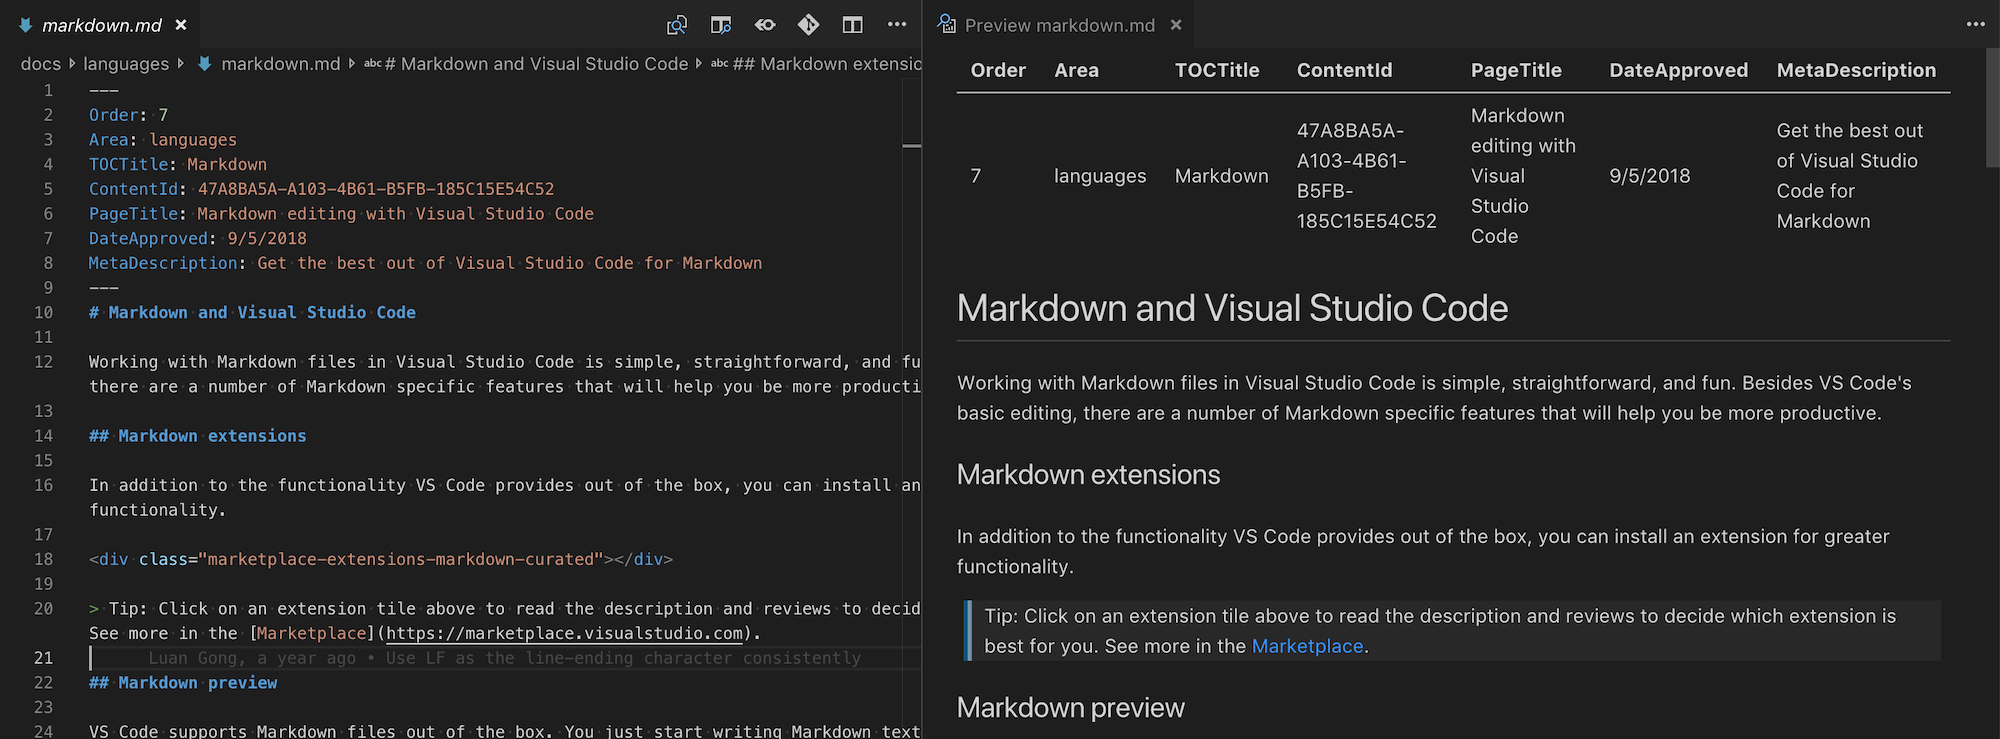 markdown.md
docs languages markdown.md abc # Markdown and Visual Studio Code abc ## Markdown extensio
1 ---
2 Order: 7
3 Area: languages
4 TOCTitle: Markdown
5 ContentId: 47A8BA5A-A103-4B61-B5FB-185C15E54C52
6 PageTitle: Markdown editing with Visual Studio Code
7 DateApproved: 9/5/2018
8 MetaDescription: Get the best out of Visual Studio Code for Markdown
9 ---
10 # Markdown and Visual Studio Code
11
12 Working with Markdown files in Visual Studio Code is simple, straightforward, and fu
there are a number of Markdown specific features that will help you be more producti
13
14 ## Markdown extensions
15
16 In addition to the functionality VS Code provides out of the box, you can install an
functionality.
17
18 <div class="marketplace-extensions-markdown-curated"></div>
19
20 > Tip: Click on an extension tile above to read the description and reviews to decid
See more in the [Marketplace](https://marketplace.visualstudio.com).
21 Luan Gong, a year ago • Use LF as the line-ending character consistently
22 ## Markdown preview
23
24 VS Code supports Markdown files out of the box. You just start writing Markdown text
Preview markdown.md
Order Area TOCTitle ContentId PageTitle DateApproved MetaDescription
7
languages
Markdown
47A8BA5A-
A103-4B61-
B5FB-
185C15E54C52
Markdown
editing with
Visual
Studio
Code
9/5/2018
Get the best out
of Visual Studio
Code for
Markdown
Markdown and Visual Studio Code
Working with Markdown files in Visual Studio Code is simple, straightforward, and fun. Besides VS Code's
basic editing, there are a number of Markdown specific features that will help you be more productive.
Markdown extensions
In addition to the functionality VS Code provides out of the box, you can install an extension for greater
functionality.
Tip: Click on an extension tile above to read the description and reviews to decide which extension is
best for you. See more in the Marketplace.
Markdown preview